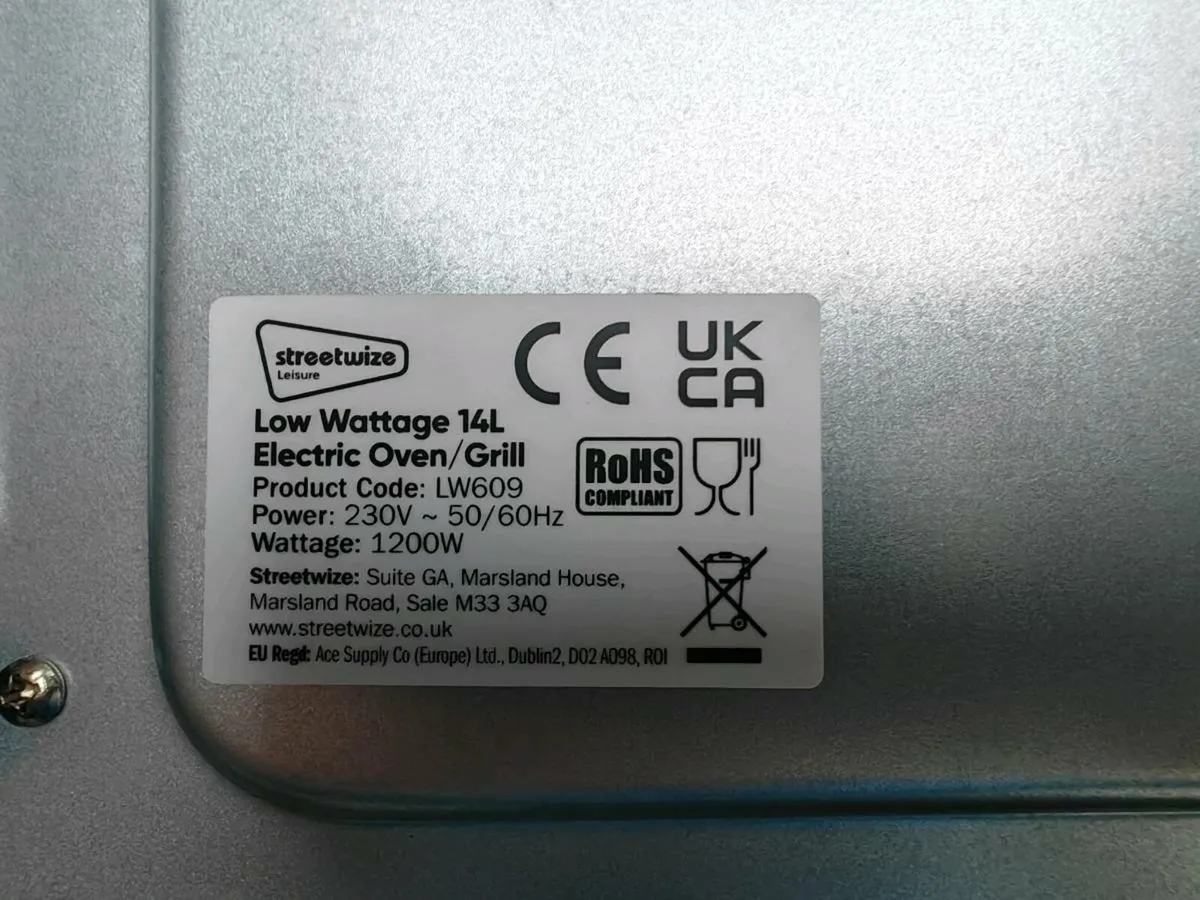 streetwize
Leisure
CE
UK
CA
Low Wattage 14L
Electric Oven/Grill
Product Code: LW609
Power: 230V ~ 50/60Hz
Wattage: 1200W
RoHS
COMPLIANT
Streetwize: Suite GA, Marsland House,
Marsland Road, Sale M33 3AQ
www.streetwize.co.uk
EU Regd: Ace Supply Co (Europe) Ltd., Dublin2, D02 A098, ROI